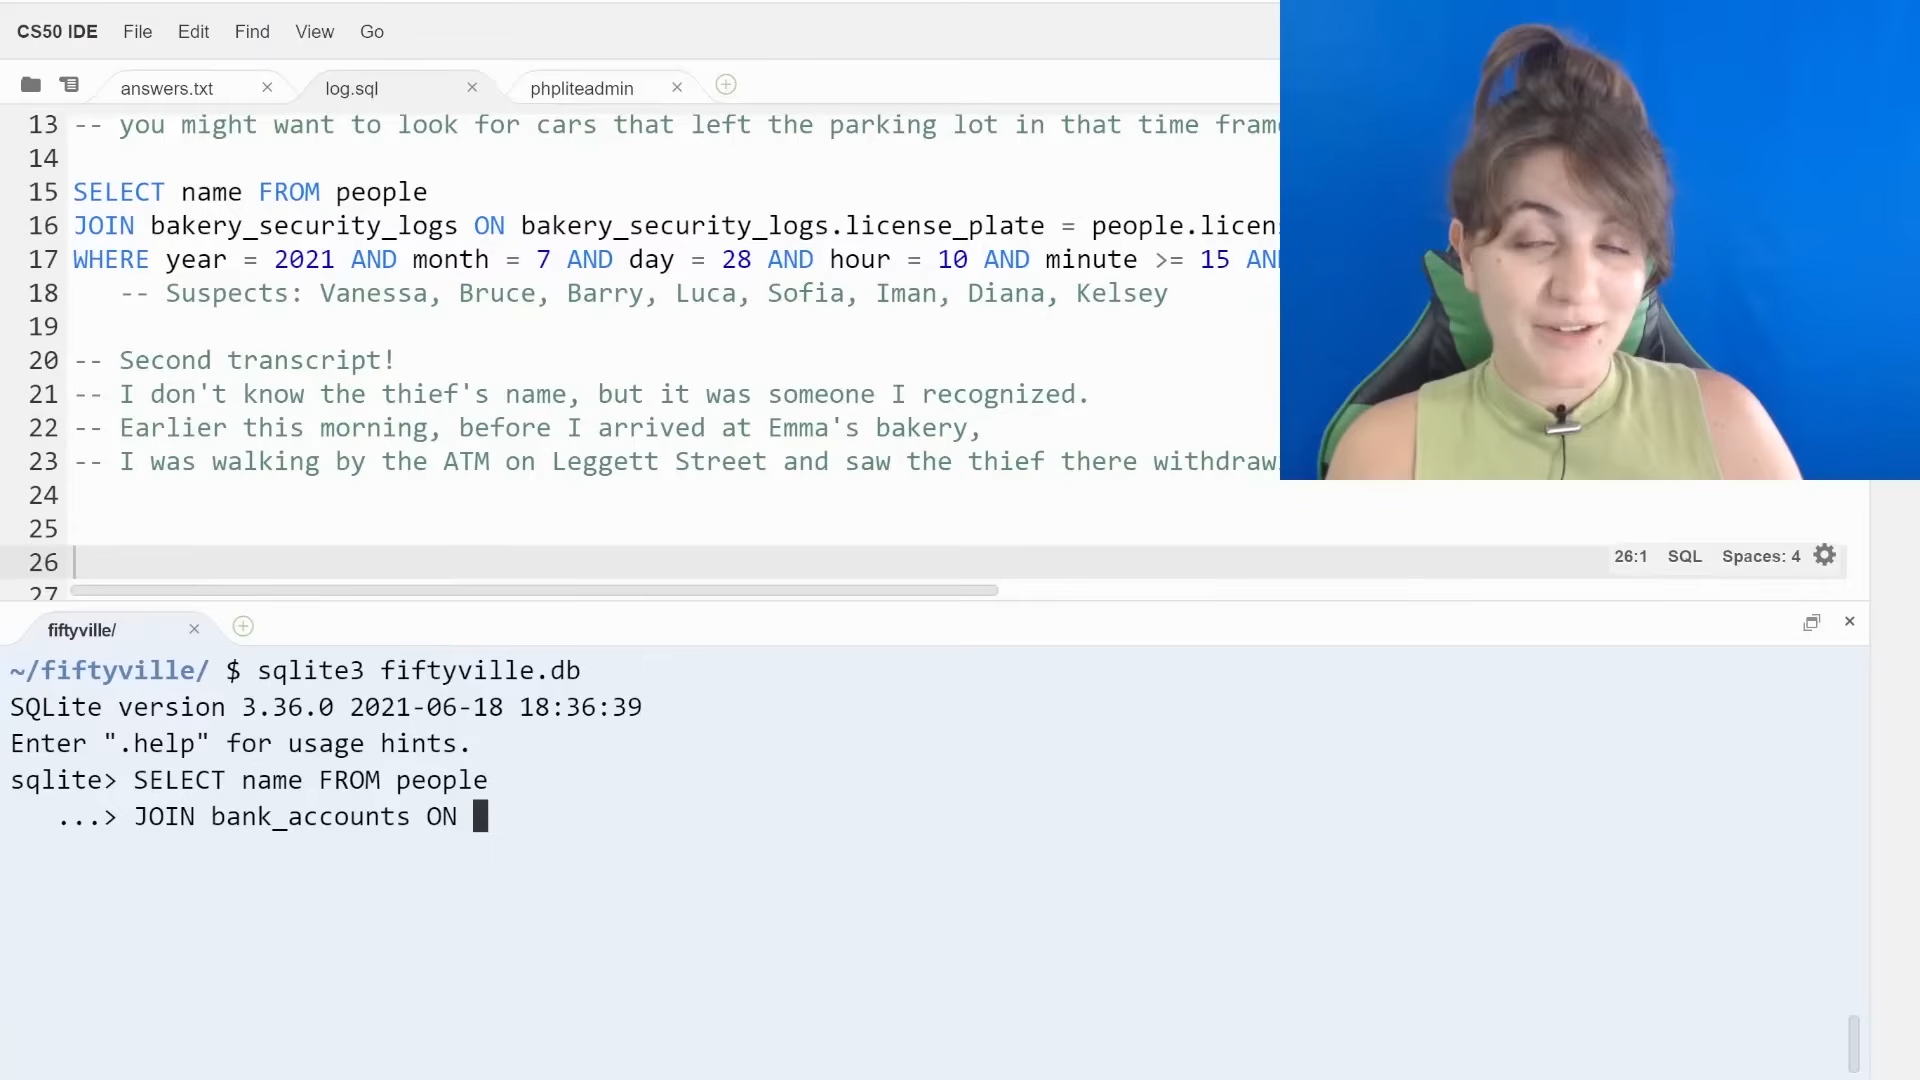 CS50 IDE File Edit Find View Go
answers.txt × log.sql × phpliteadmin ×
13 -- you might want to look for cars that left the parking lot in that time
14
15 SELECT name FROM people
16 JOIN bakery_security_logs ON bakery_security_logs.license_plate =
17 WHERE year = 2021 AND month = 7 AND day = 28 AND hour = 10 AND minute >= 15
18 -- Suspects: Vanessa, Bruce, Barry, Luca, Sofia, Iman, Diana, Kelsey
19
20 -- Second transcript!
21 -- I don't know the thief's name, but it was someone I recognized.
22 -- Earlier this morning, before I arrived at Emma's bakery,
23 -- I was walking by the ATM on Leggett Street and saw the thief there
24
25
26
26:1 SQL Spaces: 4
27
fiftyville/ ×
~/fiftyville/ $ sqlite3 fiftyville.db
SQLite version 3.36.0 2021-06-18 18:36:39
Enter ".help" for usage hints.
sqlite> SELECT name FROM people
...> JOIN bank_accounts ON